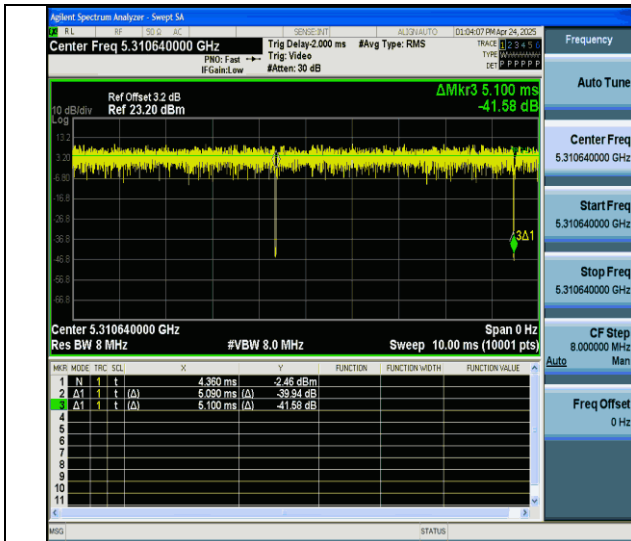 Agilent Spectrum Analyzer - Swept SA
RL RF 50 Ω AC SENSE:INT ALIGNAUTO 01:04:07 PM Apr 24, 2025
Center Freq 5.310640000 GHz Trig Delay-2.000 ms #Avg Type: RMS TRACE 1 2 3 4 5 6
PNO: Fast Trig: Video TYPE
IFGain:Low #Atten: 30 dB DET P P P P P P
ΔMkr3 5.100 ms
-41.58 dB
Ref Offset 3.2 dB
10 dB/div Ref 23.20 dBm
Log
13.2
3.20
-6.80
-16.8
-26.8
-36.8
-46.8
-56.8
-66.8
3Δ1
Center 5.310640000 GHz Span 0 Hz
Res BW 8 MHz #VBW 8.0 MHz Sweep 10.00 ms (10001 pts)
MKR MODE TRC SCL X Y FUNCTION FUNCTION WIDTH FUNCTION VALUE
1 N 1 t 4.360 ms -2.46 dBm
2 Δ1 1 t (Δ) 5.090 ms (Δ) -39.94 dB
3 Δ1 1 t (Δ) 5.100 ms (Δ) -41.58 dB
4
5
6
7
8
9
10
11
MSG STATUS
Frequency
Auto Tune
Center Freq
5.310640000 GHz
Start Freq
5.310640000 GHz
Stop Freq
5.310640000 GHz
CF Step
8.000000 MHz
Auto Man
Freq Offset
0 Hz